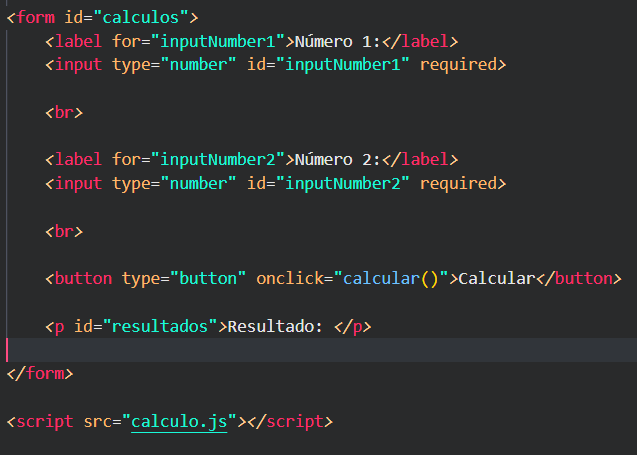 <form id="calculos">
<label for="inputNumber1">Número 1:</label>
<input type="number" id="inputNumber1" required>
<br>
<label for="inputNumber2">Número 2:</label>
<input type="number" id="inputNumber2" required>
<br>
<button type="button" onclick="calcular()">Calcular</button>
<p id="resultados">Resultado: </p>
</form>
<script src="calculo.js"></script>